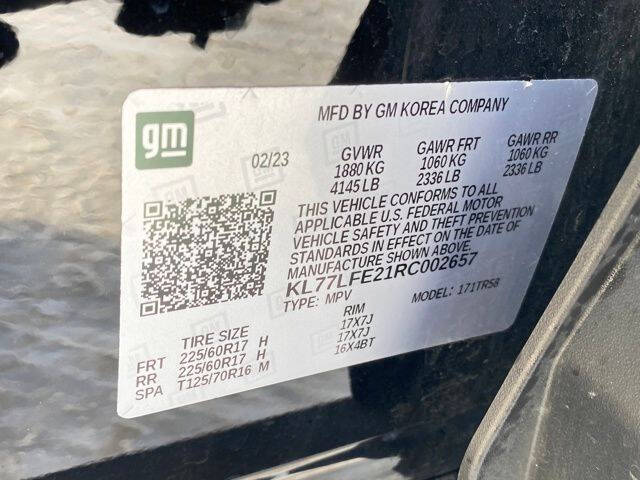 MFD BY GM KOREA COMPANY
gm
02/23
GVWR GAWR FRT GAWR RR
1880 KG 1060 KG 1060 KG
4145 LB 2336 LB 2336 LB
THIS VEHICLE CONFORMS TO ALL
APPLICABLE U.S. FEDERAL MOTOR
VEHICLE SAFETY AND THEFT PREVENTION
STANDARDS IN EFFECT ON THE DATE OF
MANUFACTURE SHOWN ABOVE.
KL77LFE21RC002657
TYPE: MPV MODEL: 171TR58
TIRE SIZE RIM
FRT 225/60R17 H 17X7J
RR 225/60R17 H 17X7J
SPA T125/70R16 M 16X4BT